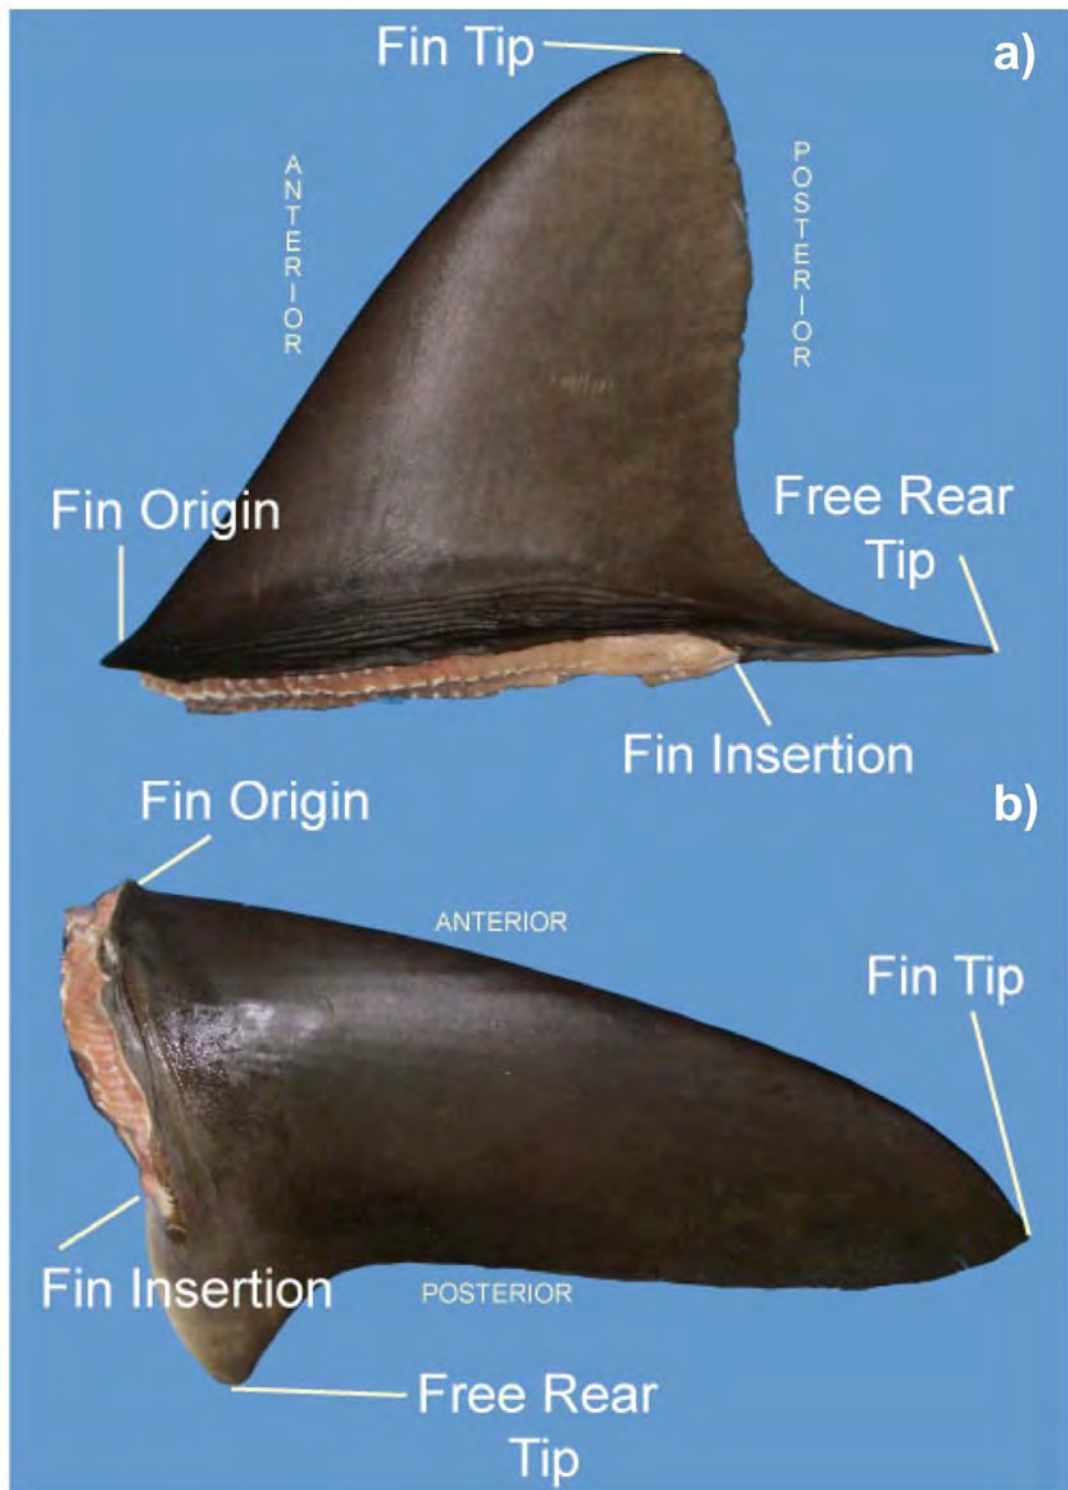 Fin Tip
a)
ANTERIOR
POSTERIOR
Fin Origin
Free Rear
Tip
Fin Insertion
Fin Origin
b)
ANTERIOR
Fin Tip
Fin Insertion
POSTERIOR
Free Rear
Tip